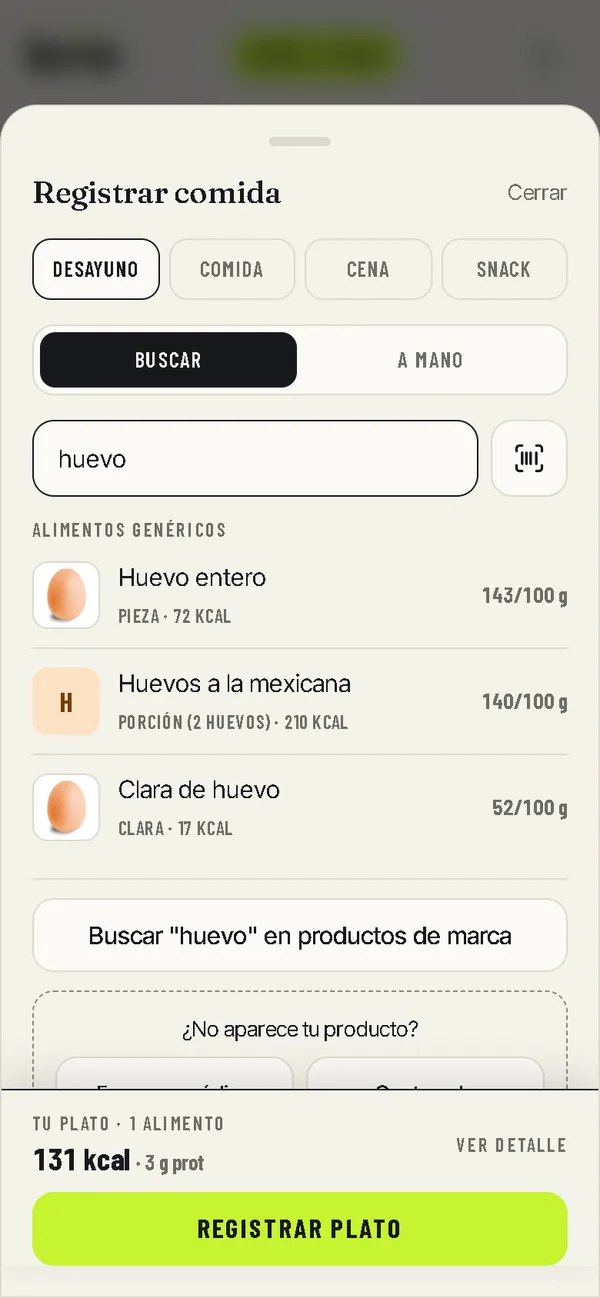 Registrar comida
Cerrar
DESAYUNO
COMIDA
CENA
SNACK
BUSCAR
A MANO
huevo
ALIMENTOS GENÉRICOS
Huevo entero
PIEZA · 72 KCAL
143/100 g
H
Huevos a la mexicana
PORCIÓN (2 HUEVOS) · 210 KCAL
140/100 g
Clara de huevo
CLARA · 17 KCAL
52/100 g
Buscar "huevo" en productos de marca
¿No aparece tu producto?
TU PLATO · 1 ALIMENTO
131 kcal · 3 g prot
VER DETALLE
REGISTRAR PLATO